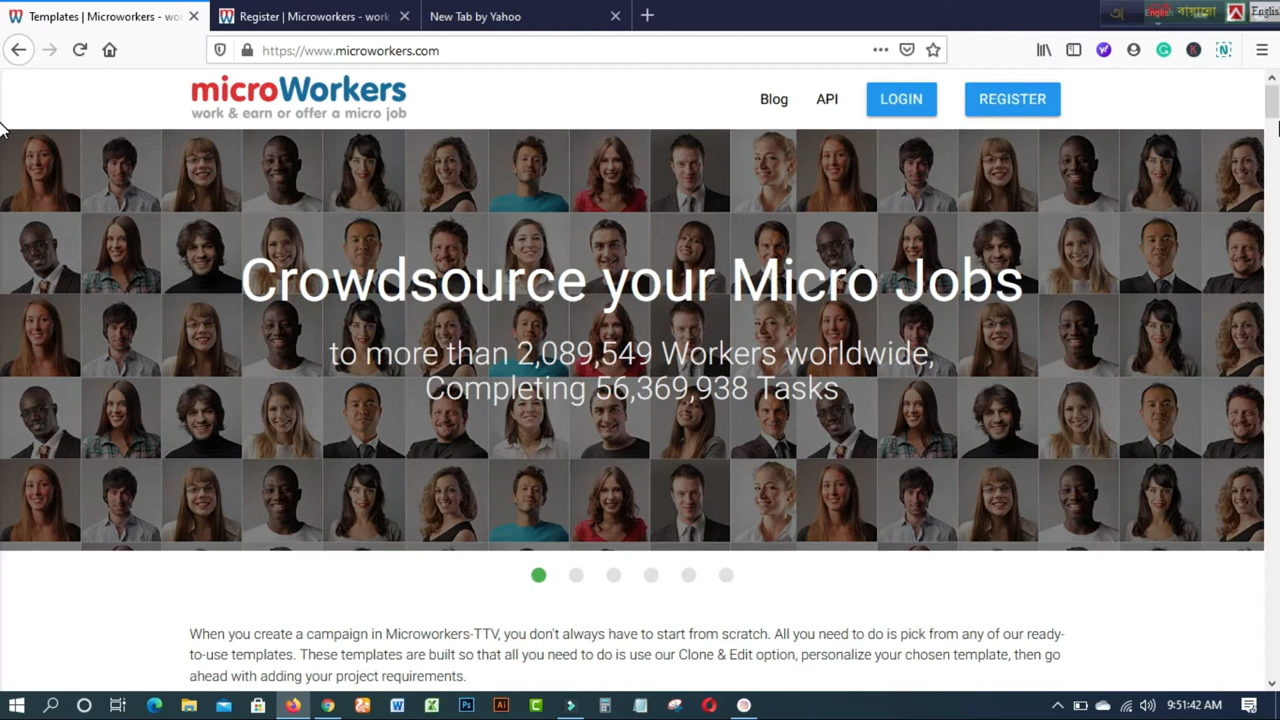 Templates | Microworkers - wo
Register | Microworkers - work
New Tab by Yahoo
English
বায়ান্নো
English
https://www.microworkers.com
microWorkers
work & earn or offer a micro job
Blog
API
LOGIN
REGISTER
Crowdsource your Micro Jobs
to more than 2,089,549 Workers worldwide,
Completing 56,369,938 Tasks
When you create a campaign in Microworkers-TTV, you don't always have to start from scratch. All you need to do is pick from any of our ready-
to-use templates. These templates are built so that all you need to do is use our Clone & Edit option, personalize your chosen template, then go
ahead with adding your project requirements.
9:51:42 AM